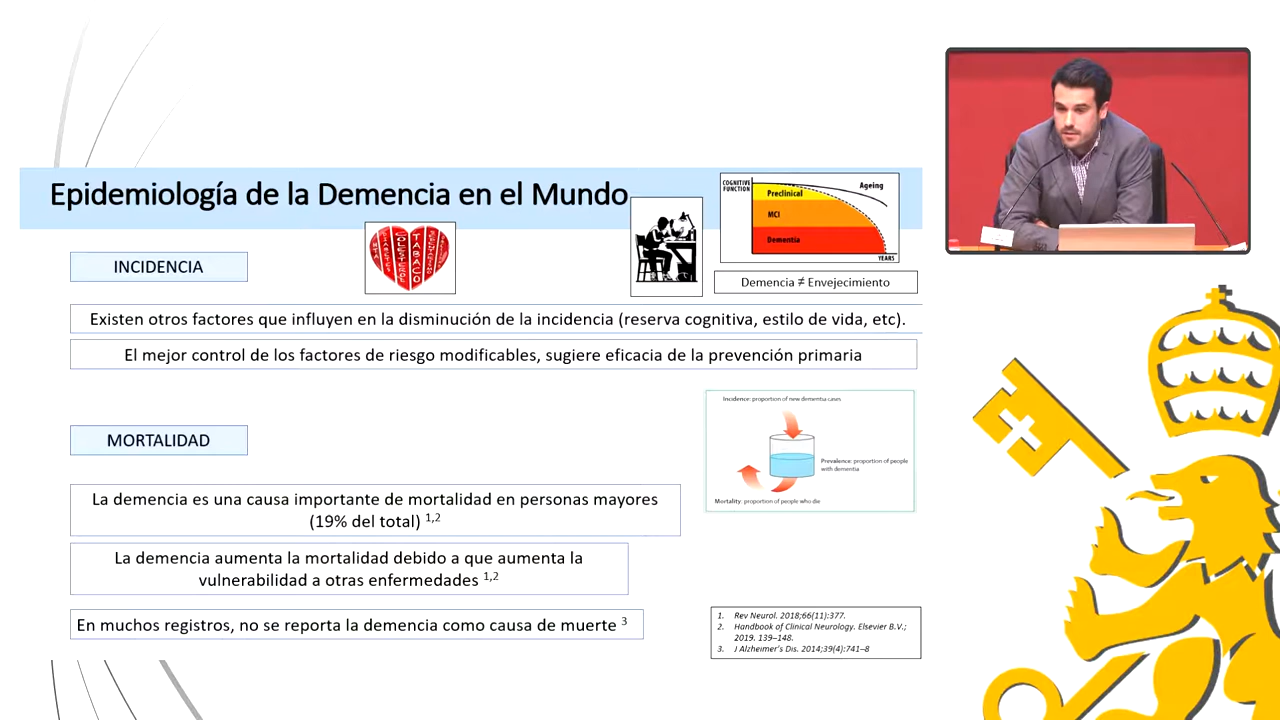 Epidemiología de la Demencia en el Mundo
COGNITIVE
FUNCTION
Preclinical
Ageing
MCI
Dementia
YEARS
DIABETES
COLESTEROL
TABACO
INCIDENCIA
Demencia ≠ Envejecimiento
Existen otros factores que influyen en la disminución de la incidencia (reserva cognitiva, estilo de vida, etc).
El mejor control de los factores de riesgo modificables, sugiere eficacia de la prevención primaria
Incidence: proportion of new dementia cases
Prevalence: proportion of people
with dementia
Mortality: proportion of people who die
MORTALIDAD
La demencia es una causa importante de mortalidad en personas mayores
(19% del total) 1,2
La demencia aumenta la mortalidad debido a que aumenta la
vulnerabilidad a otras enfermedades 1,2
En muchos registros, no se reporta la demencia como causa de muerte 3
1. Rev Neurol. 2018;66(11):377.
2. Handbook of Clinical Neurology. Elsevier B.V.;
2019. 139–148.
3. J Alzheimer's Dis. 2014;39(4):741–8